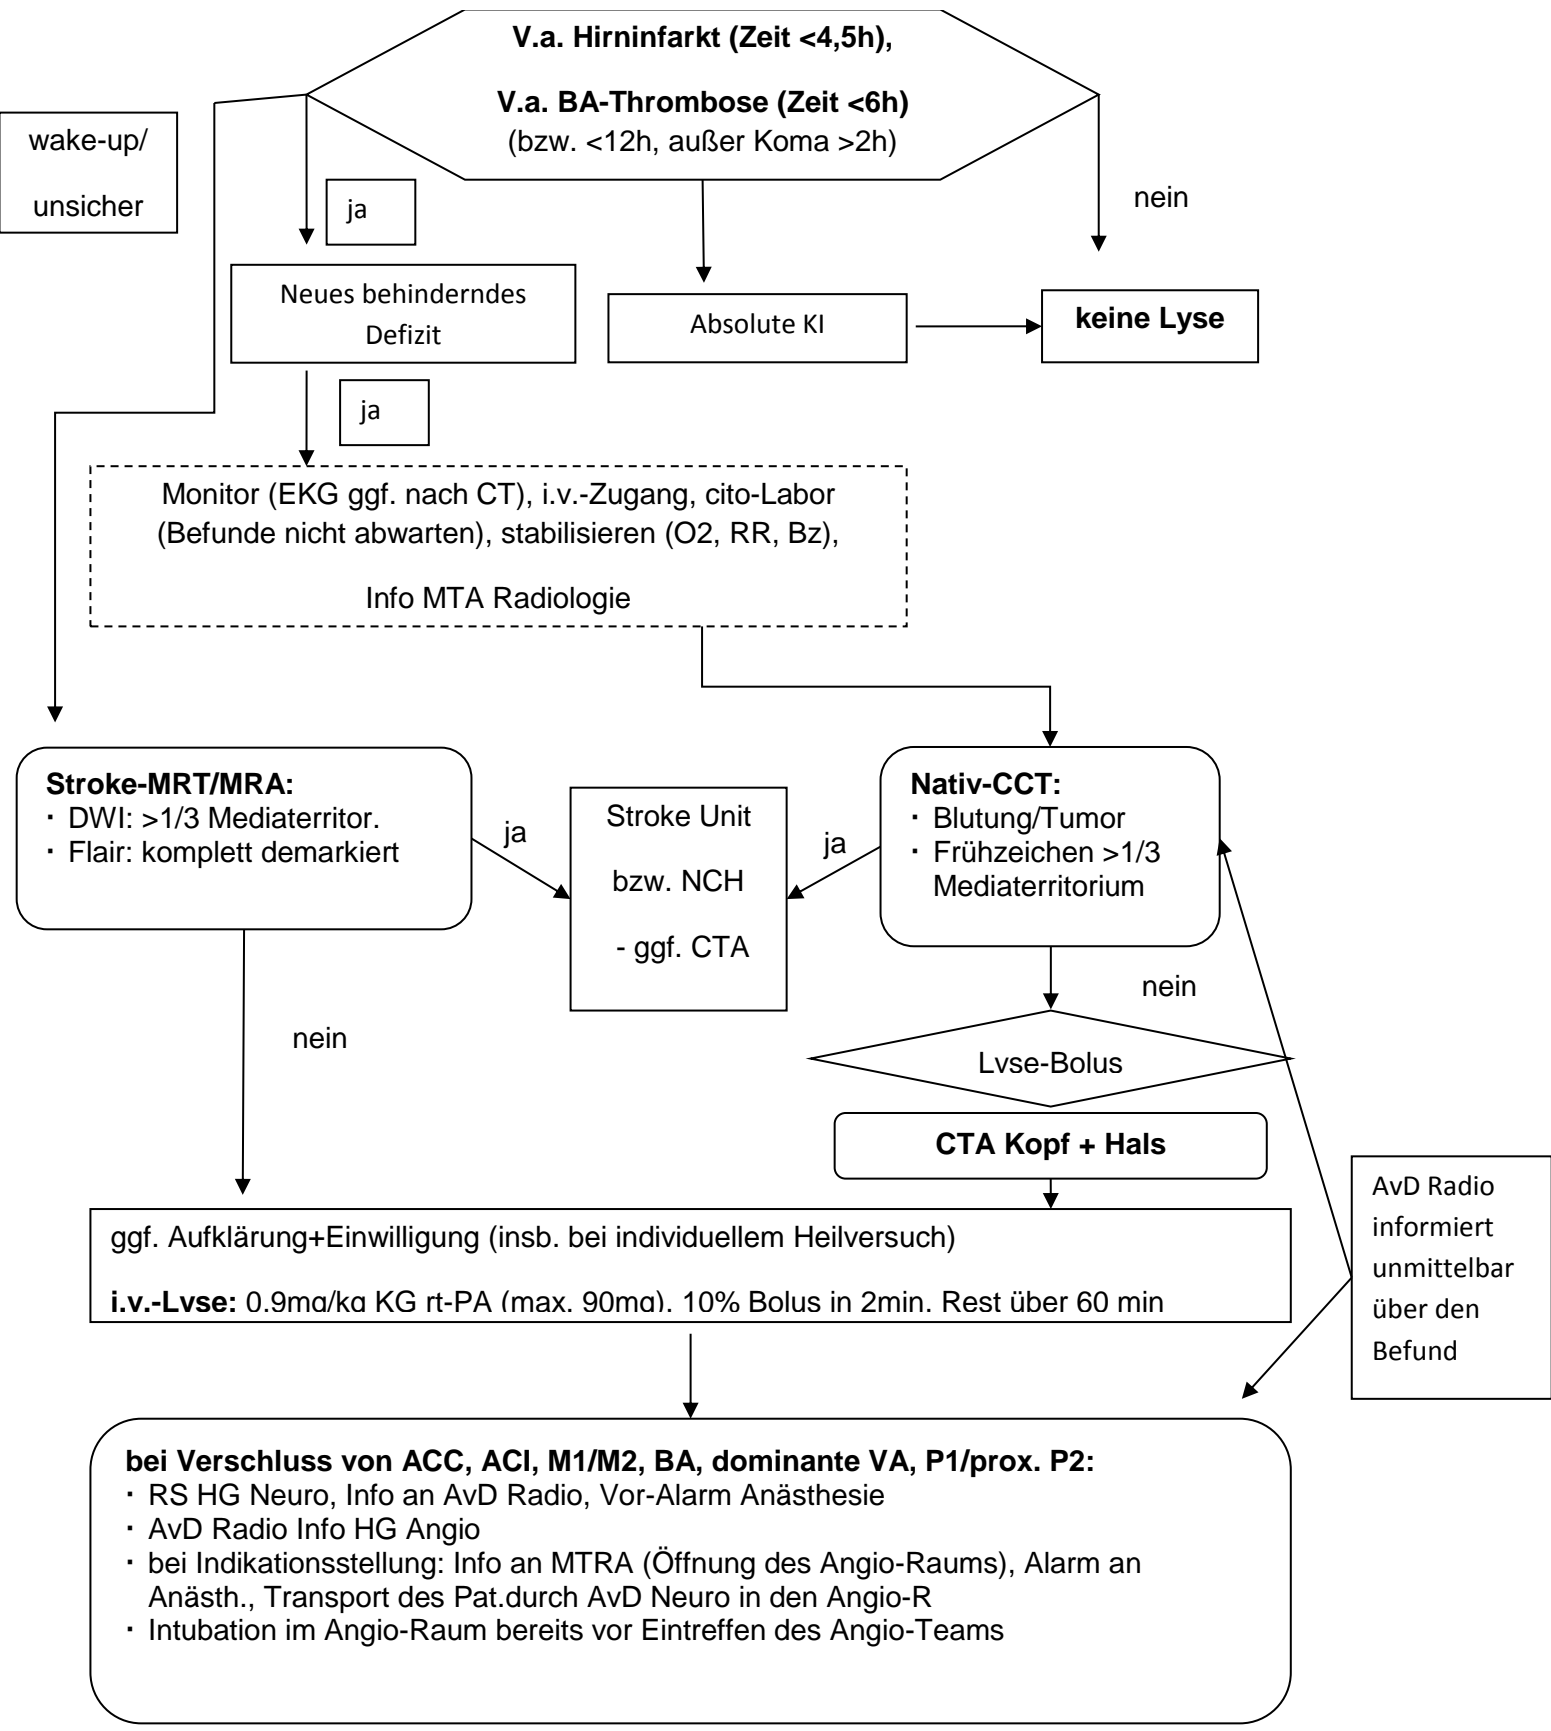 V.a. Hirninfarkt (Zeit <4,5h),
V.a. BA-Thrombose (Zeit <6h)
(bzw. <12h, außer Koma >2h)
wake-up/
unsicher
ja
nein
Neues behinderndes
Defizit
Absolute KI
keine Lyse
ja
Monitor (EKG ggf. nach CT), i.v.-Zugang, cito-Labor
(Befunde nicht abwarten), stabilisieren (O2, RR, Bz),
Info MTA Radiologie
Stroke-MRT/MRA:
· DWI: >1/3 Mediaterritor.
· Flair: komplett demarkiert
ja
Stroke Unit
bzw. NCH
- ggf. CTA
ja
Nativ-CCT:
· Blutung/Tumor
· Frühzeichen >1/3
Mediaterritorium
nein
nein
Lyse-Bolus
CTA Kopf + Hals
AvD Radio
informiert
unmittelbar
über den
Befund
ggf. Aufklärung+Einwilligung (insb. bei individuellem Heilversuch)
i.v.-Lyse: 0,9mg/kg KG rt-PA (max. 90mg), 10% Bolus in 2min, Rest über 60 min
bei Verschluss von ACC, ACI, M1/M2, BA, dominante VA, P1/prox. P2:
· RS HG Neuro, Info an AvD Radio, Vor-Alarm Anästhesie
· AvD Radio Info HG Angio
· bei Indikationsstellung: Info an MTRA (Öffnung des Angio-Raums), Alarm an
Anästh., Transport des Pat.durch AvD Neuro in den Angio-R
· Intubation im Angio-Raum bereits vor Eintreffen des Angio-Teams